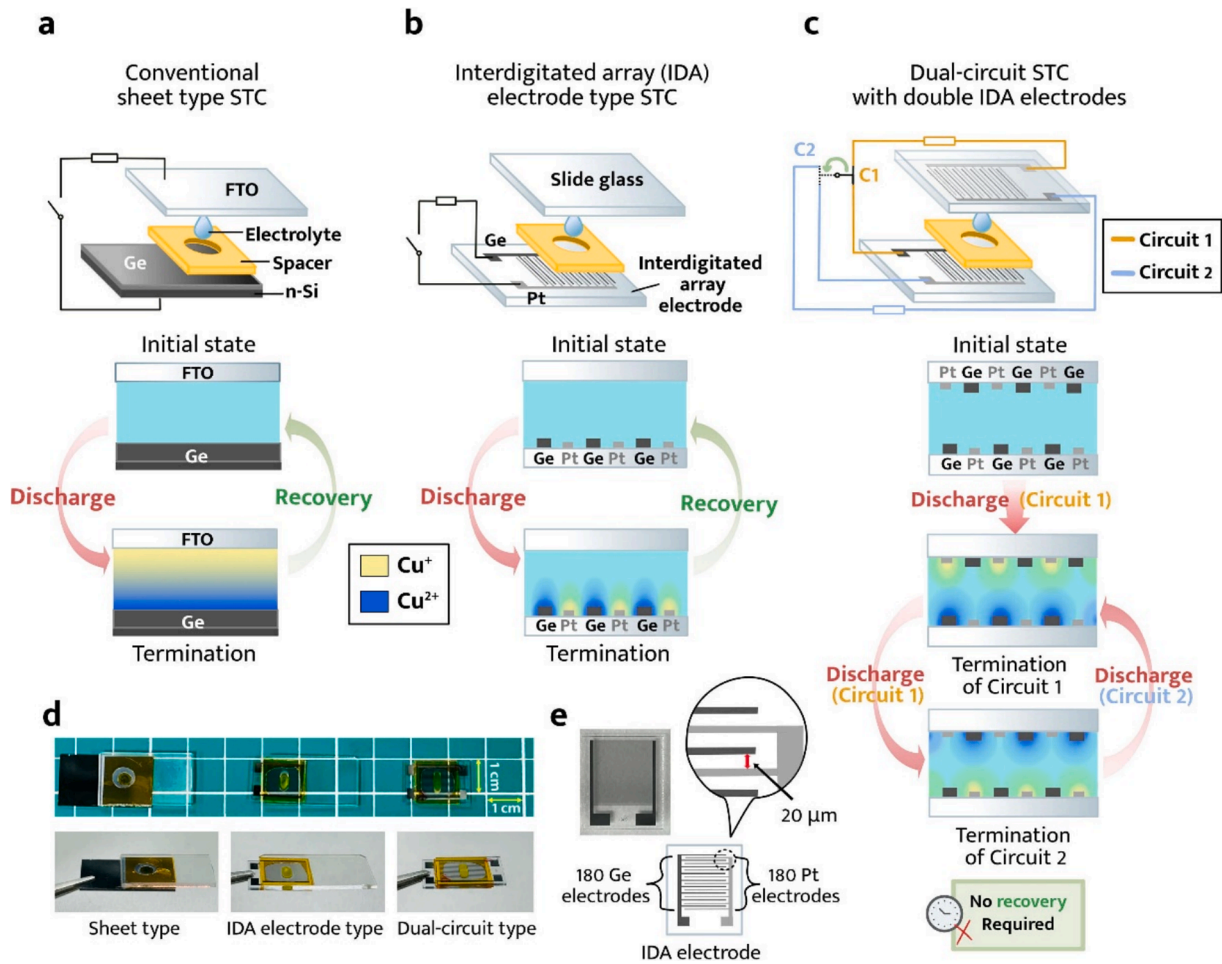 a
Conventional
sheet type STC
FTO
Electrolyte
Ge
Spacer
n-Si
Initial state
FTO
Ge
Discharge
Recovery
FTO
Ge
Termination
Cu⁺
Cu²⁺
b
Interdigitated array (IDA)
electrode type STC
Slide glass
Ge
Interdigitated
array
electrode
Pt
Initial state
Ge Pt Ge Pt Ge Pt
Discharge
Recovery
Ge Pt Ge Pt Ge Pt
Termination
c
Dual-circuit STC
with double IDA electrodes
C2
C1
Circuit 1
Circuit 2
Initial state
Pt Ge Pt Ge Pt Ge
Ge Pt Ge Pt Ge Pt
Discharge (Circuit 1)
Termination
of Circuit 1
Discharge
(Circuit 1)
Discharge
(Circuit 2)
Termination
of Circuit 2
No recovery
Required
d
1 cm
1 cm
Sheet type
IDA electrode type
Dual-circuit type
e
20 μm
180 Ge
electrodes
180 Pt
electrodes
IDA electrode